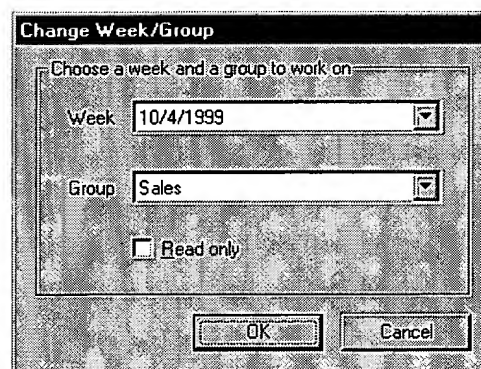 Change Week/Group
Choose a week and a group to work on
Week 10/4/1999
Group Sales
Read only
OK Cancel